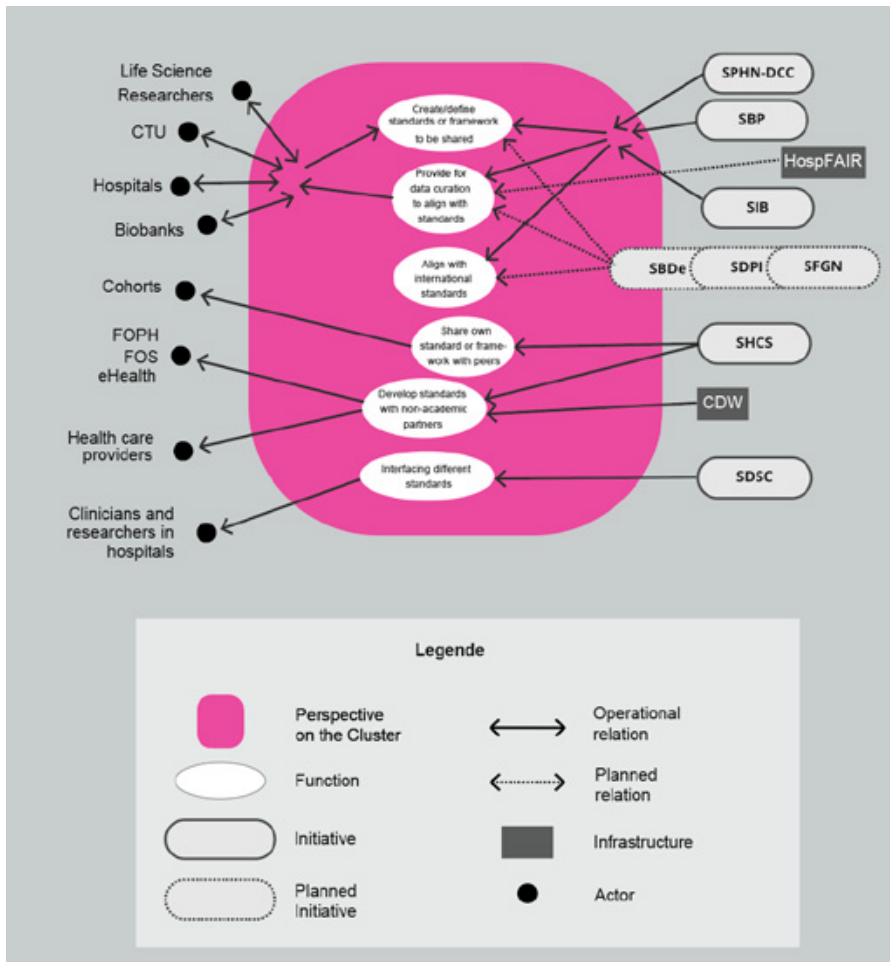 Life Science
Researchers
CTU
Hospitals
Biobanks
Cohorts
FOPH
FOS
eHealth
Health care
providers
Clinicians and
researchers in
hospitals
Create/define
standards or framework
to be shared
Provide for
data curation
to align with
standards
Align with
international
standards
Share own
standard or frame-
work with peers
Develop standards
with non-academic
partners
Interfacing different
standards
SPHN-DCC
SBP
HospFAIR
SIB
SBDe
SDPI
SFGN
SHCS
CDW
SDSC
Legende
Perspective
on the Cluster
Function
Initiative
Planned
Initiative
Operational
relation
Planned
relation
Infrastructure
Actor